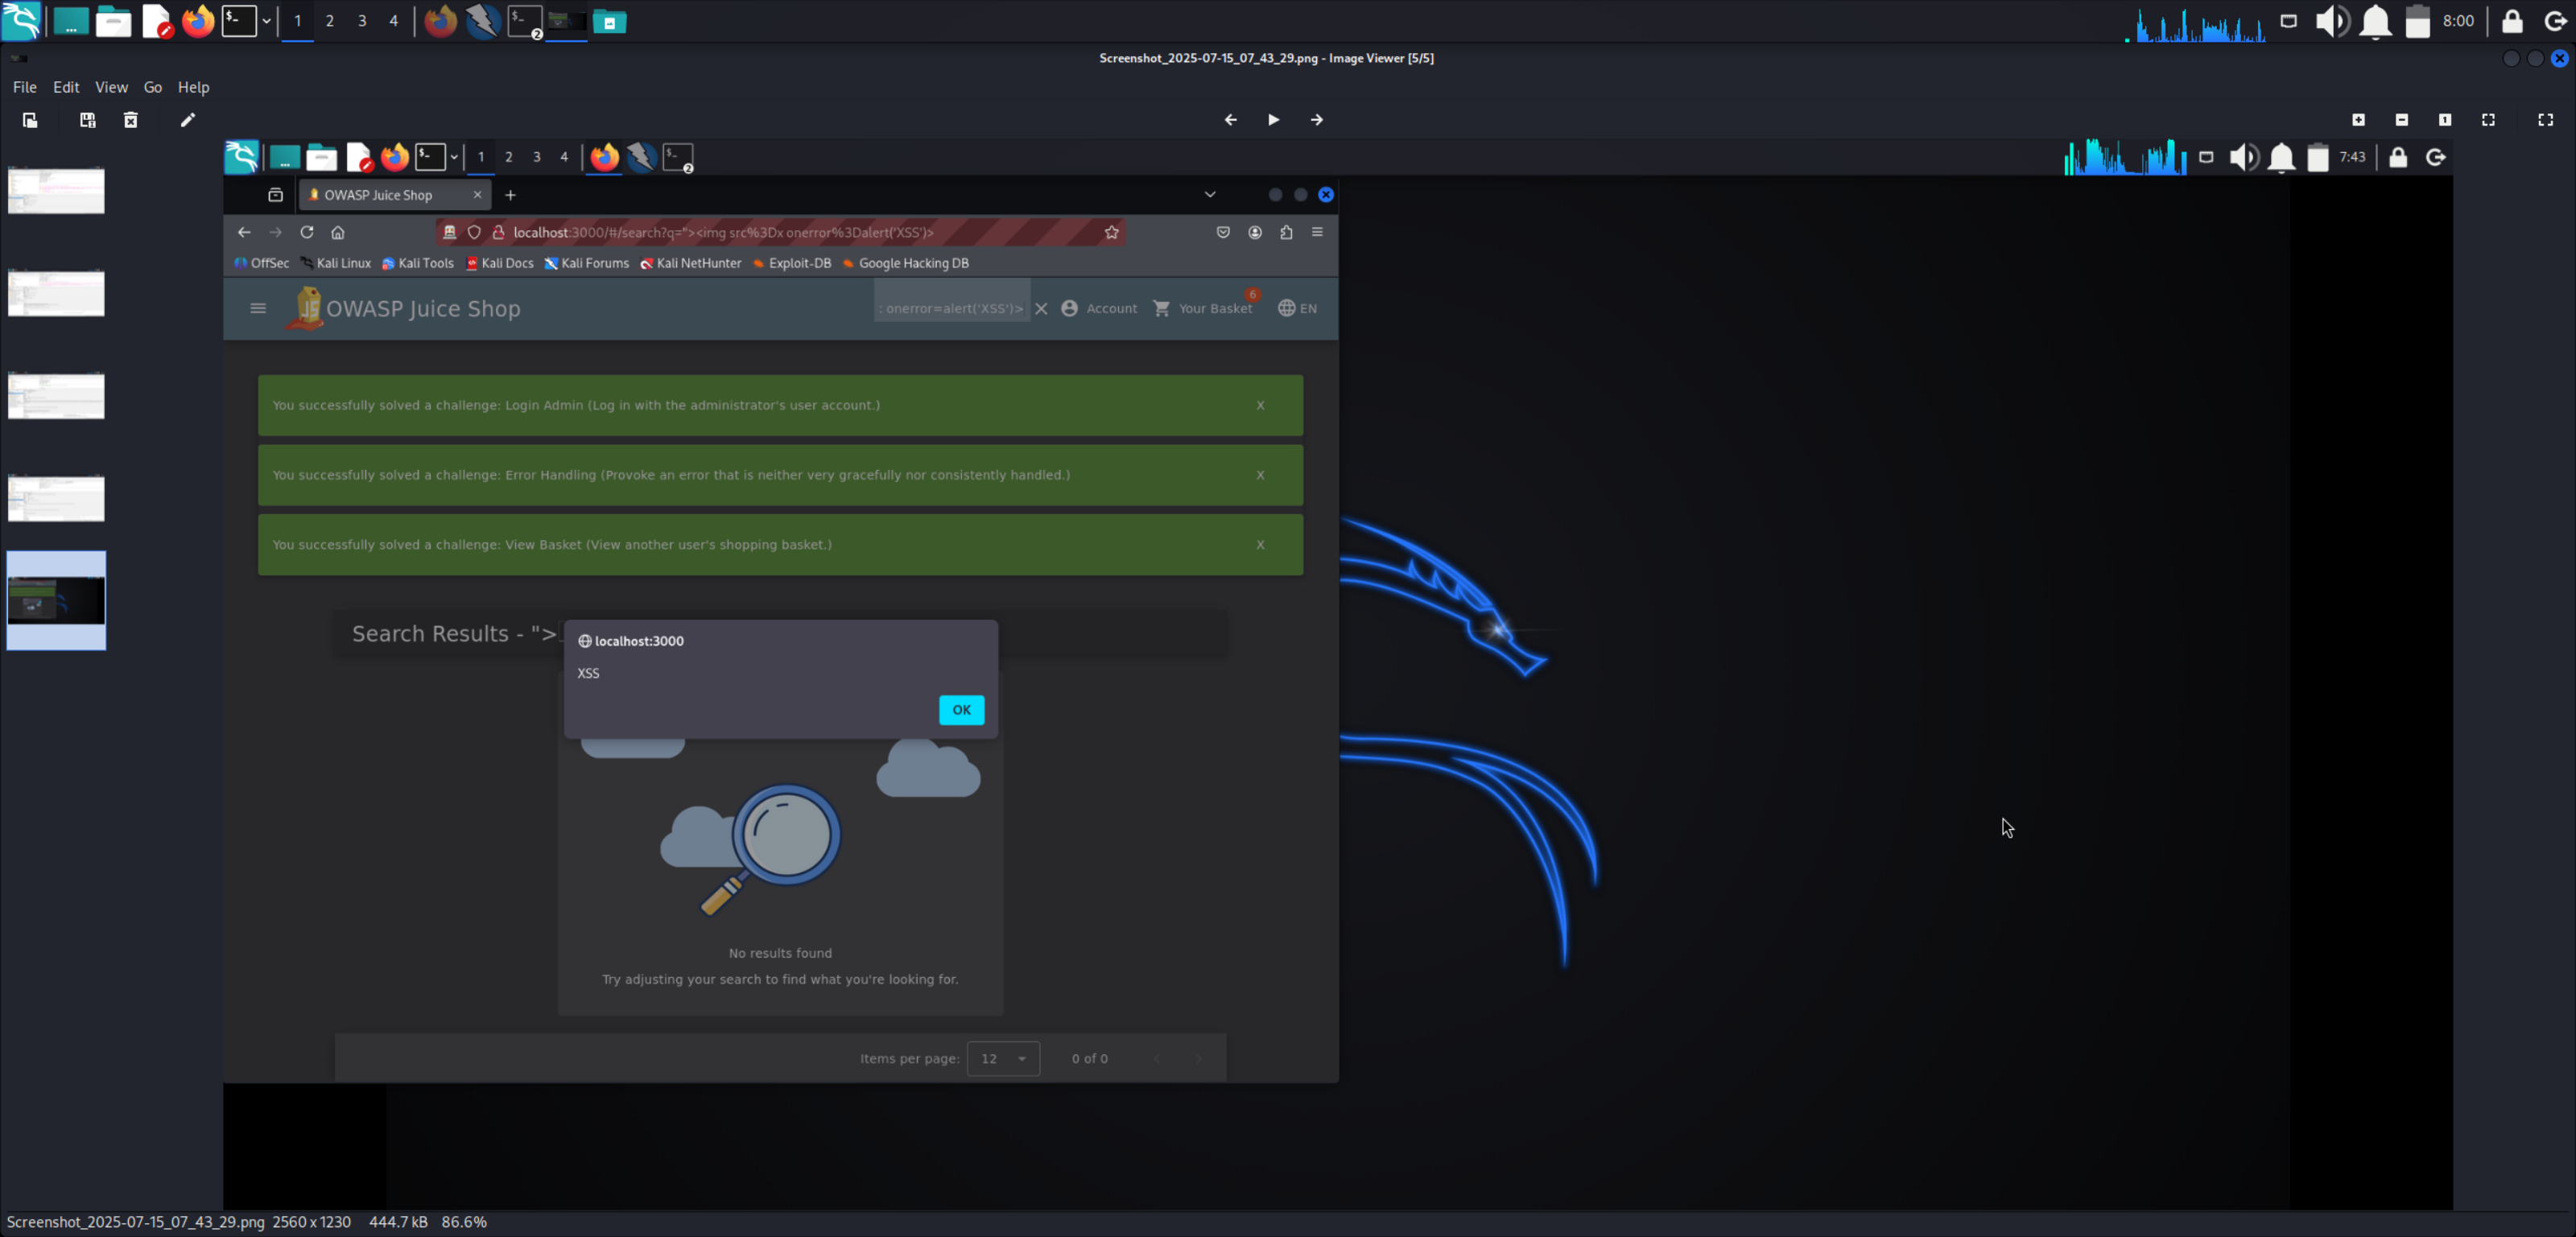 1 2 3 4
$_
2
8:00
Screenshot_2025-07-15_07_43_29.png - Image Viewer [5/5]
File Edit View Go Help
1
$_
1 2 3 4
$_
2
7:43
OWASP Juice Shop
localhost:3000/#/search?q="><img src%3Dx onerror%3Dalert('XSS')>
OffSec Kali Linux Kali Tools Kali Docs Kali Forums Kali NetHunter Exploit-DB Google Hacking DB
OWASP Juice Shop
: onerror=alert('XSS')>
Account
Your Basket
6
EN
You successfully solved a challenge: Login Admin (Log in with the administrator's user account.)
X
You successfully solved a challenge: Error Handling (Provoke an error that is neither very gracefully nor consistently handled.)
X
You successfully solved a challenge: View Basket (View another user's shopping basket.)
X
Search Results - ">
localhost:3000
XSS
OK
No results found
Try adjusting your search to find what you're looking for.
Items per page: 12 0 of 0
Screenshot_2025-07-15_07_43_29.png 2560x1230 444.7 kB 86.6%